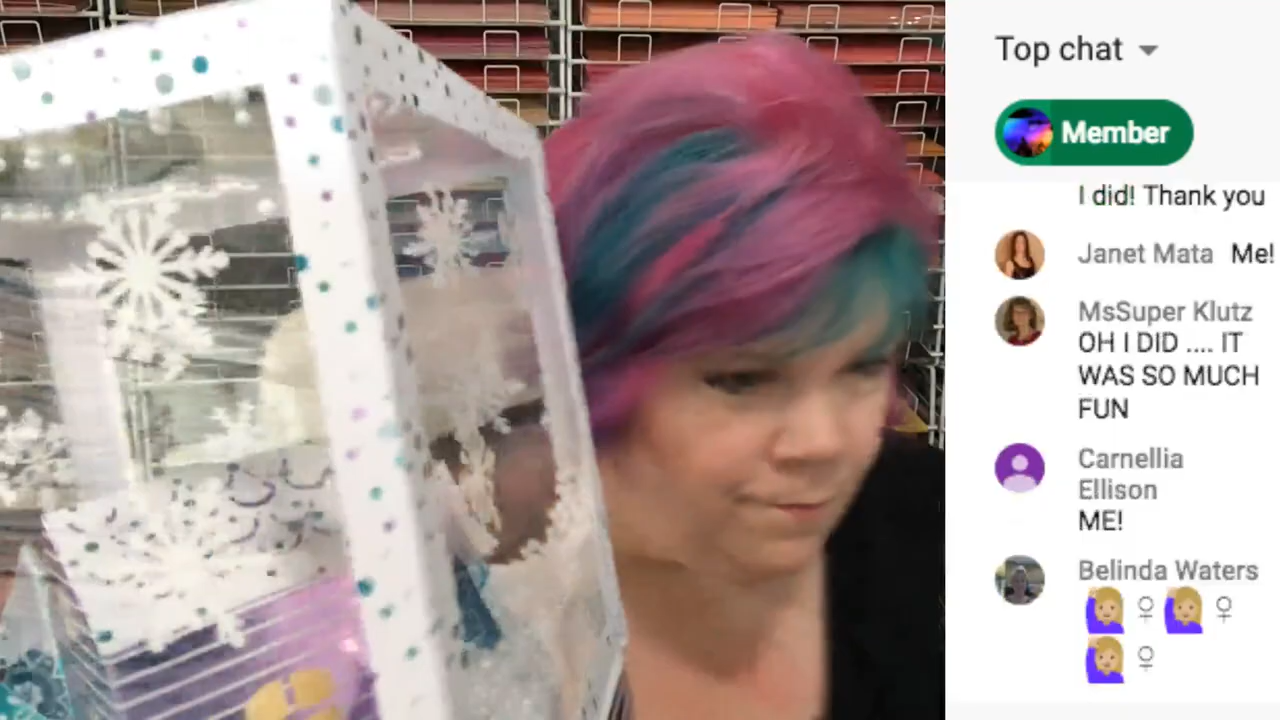 Top chat
Member
I did! Thank you
Janet Mata Me!
MsSuper Klutz
OH I DID .... IT
WAS SO MUCH
FUN
Carnellia
Ellison
ME!
Belinda Waters